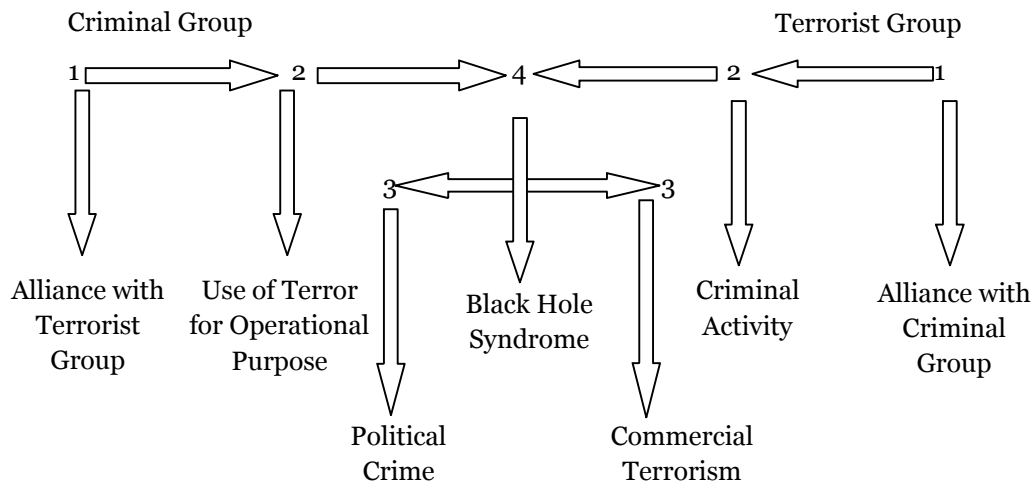 Criminal Group
Terrorist Group
1
2
4
2
1
3
3
Alliance with
Terrorist
Group
Use of Terror
for Operational
Purpose
Black Hole
Syndrome
Criminal
Activity
Alliance with
Criminal
Group
Political
Crime
Commercial
Terrorism